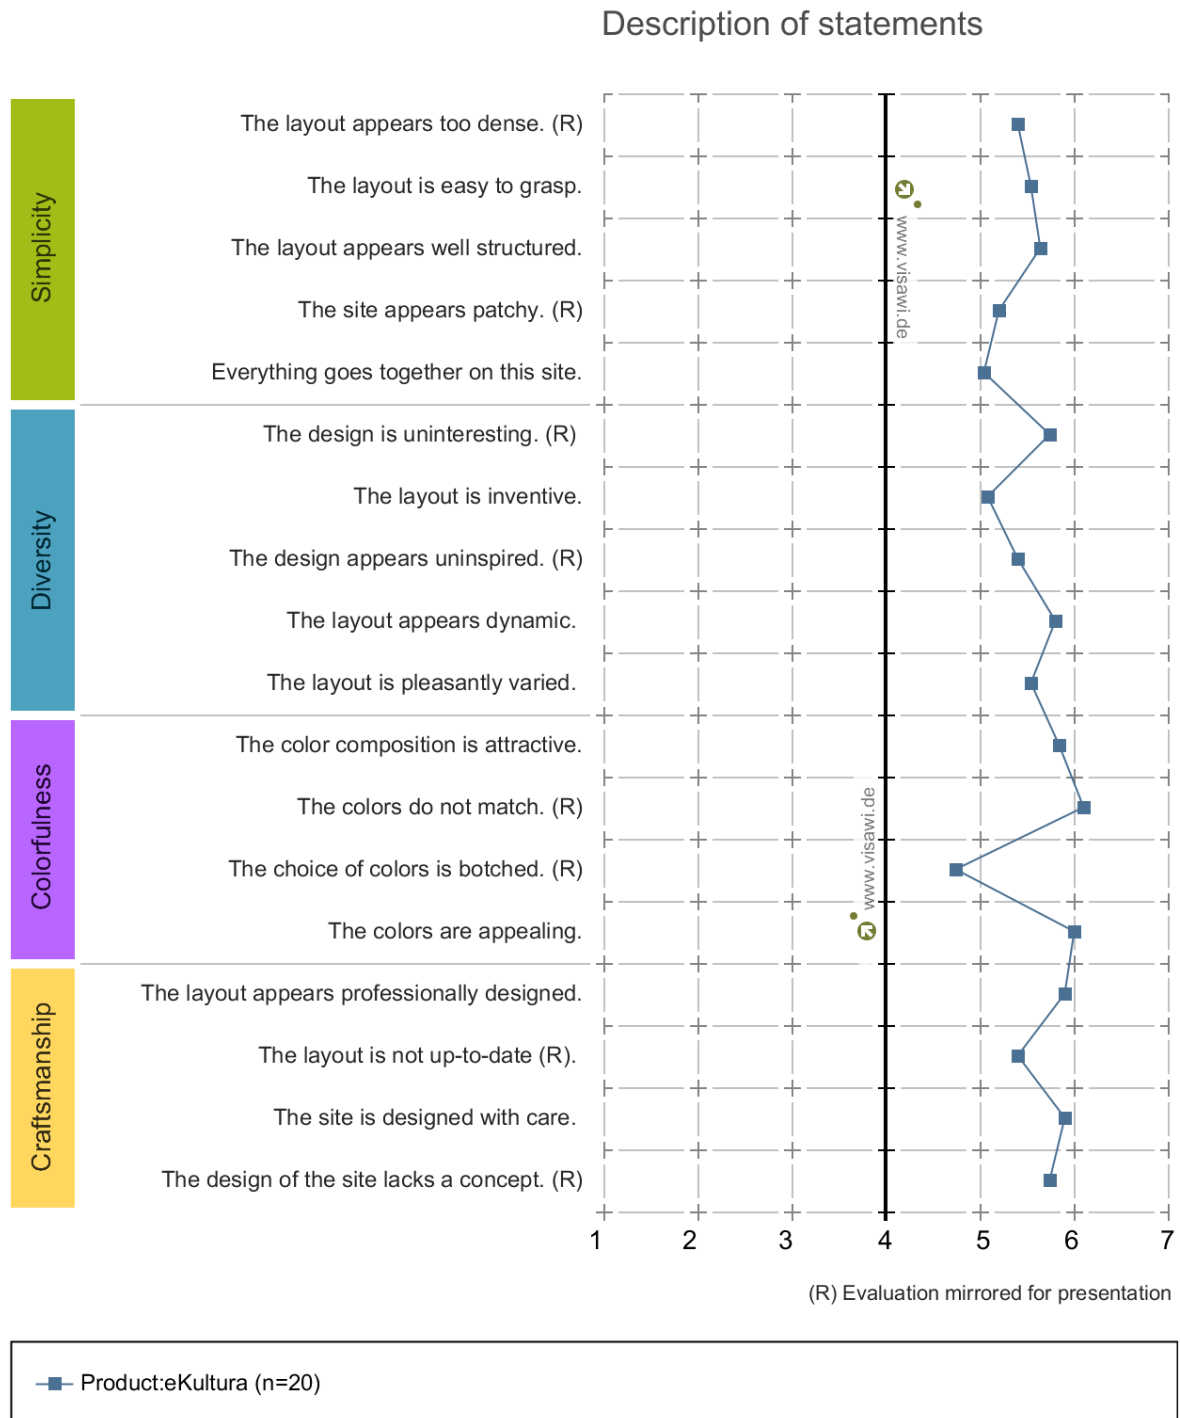 Description of statements
Simplicity
The layout appears too dense. (R)
The layout is easy to grasp.
The layout appears well structured.
The site appears patchy. (R)
Everything goes together on this site.
www.visawi.de
Diversity
The design is uninteresting. (R)
The layout is inventive.
The design appears uninspired. (R)
The layout appears dynamic.
The layout is pleasantly varied.
Colorfulness
The color composition is attractive.
The colors do not match. (R)
The choice of colors is botched. (R)
The colors are appealing.
www.visawi.de
Craftsmanship
The layout appears professionally designed.
The layout is not up-to-date (R).
The site is designed with care.
The design of the site lacks a concept. (R)
1 2 3 4 5 6 7
(R) Evaluation mirrored for presentation
Product:eKultura (n=20)